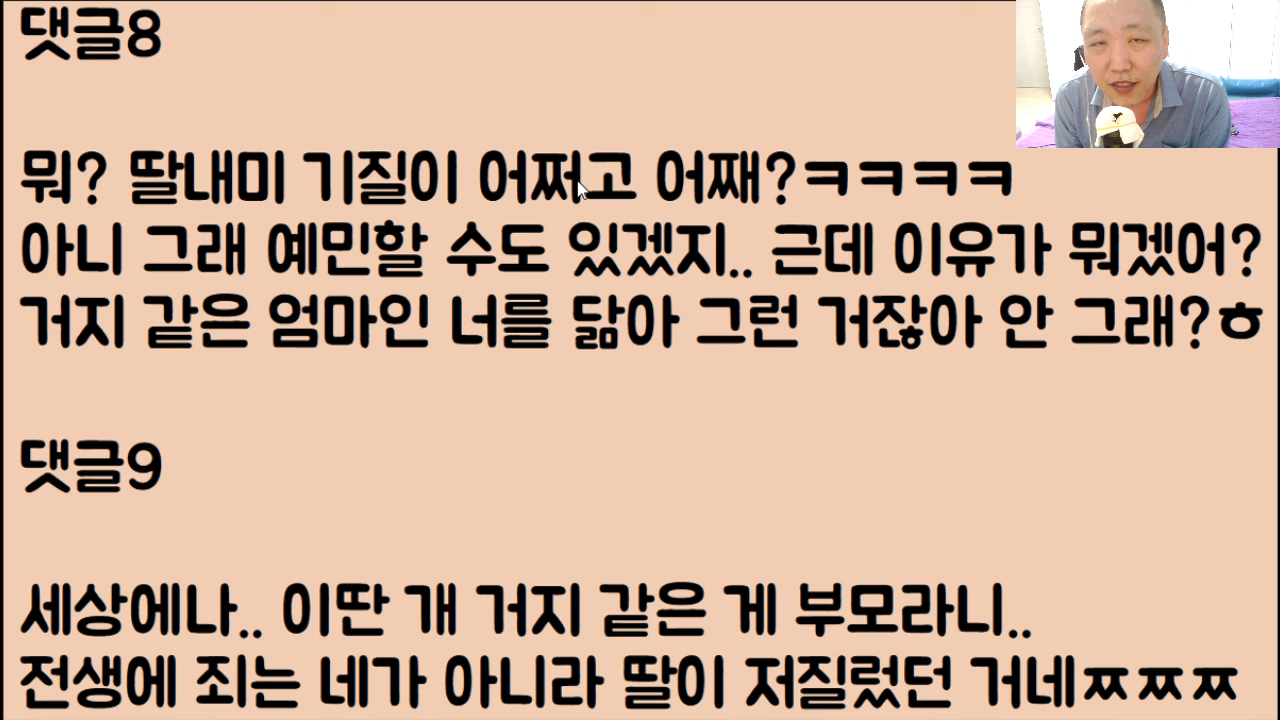 댓글8
뭐? 딸내미 기질이 어쩌고 어째?ㅋㅋㅋㅋ
아니 그래 예민할 수도 있겠지.. 근데 이유가 뭐겠어?
거지 같은 엄마인 너를 닮아 그런 거잖아 안 그래?ㅎ
댓글9
세상에나.. 이딴 개 거지 같은 게 부모라니..
전생에 죄는 네가 아니라 딸이 저질렀던 거네ㅉㅉㅉ